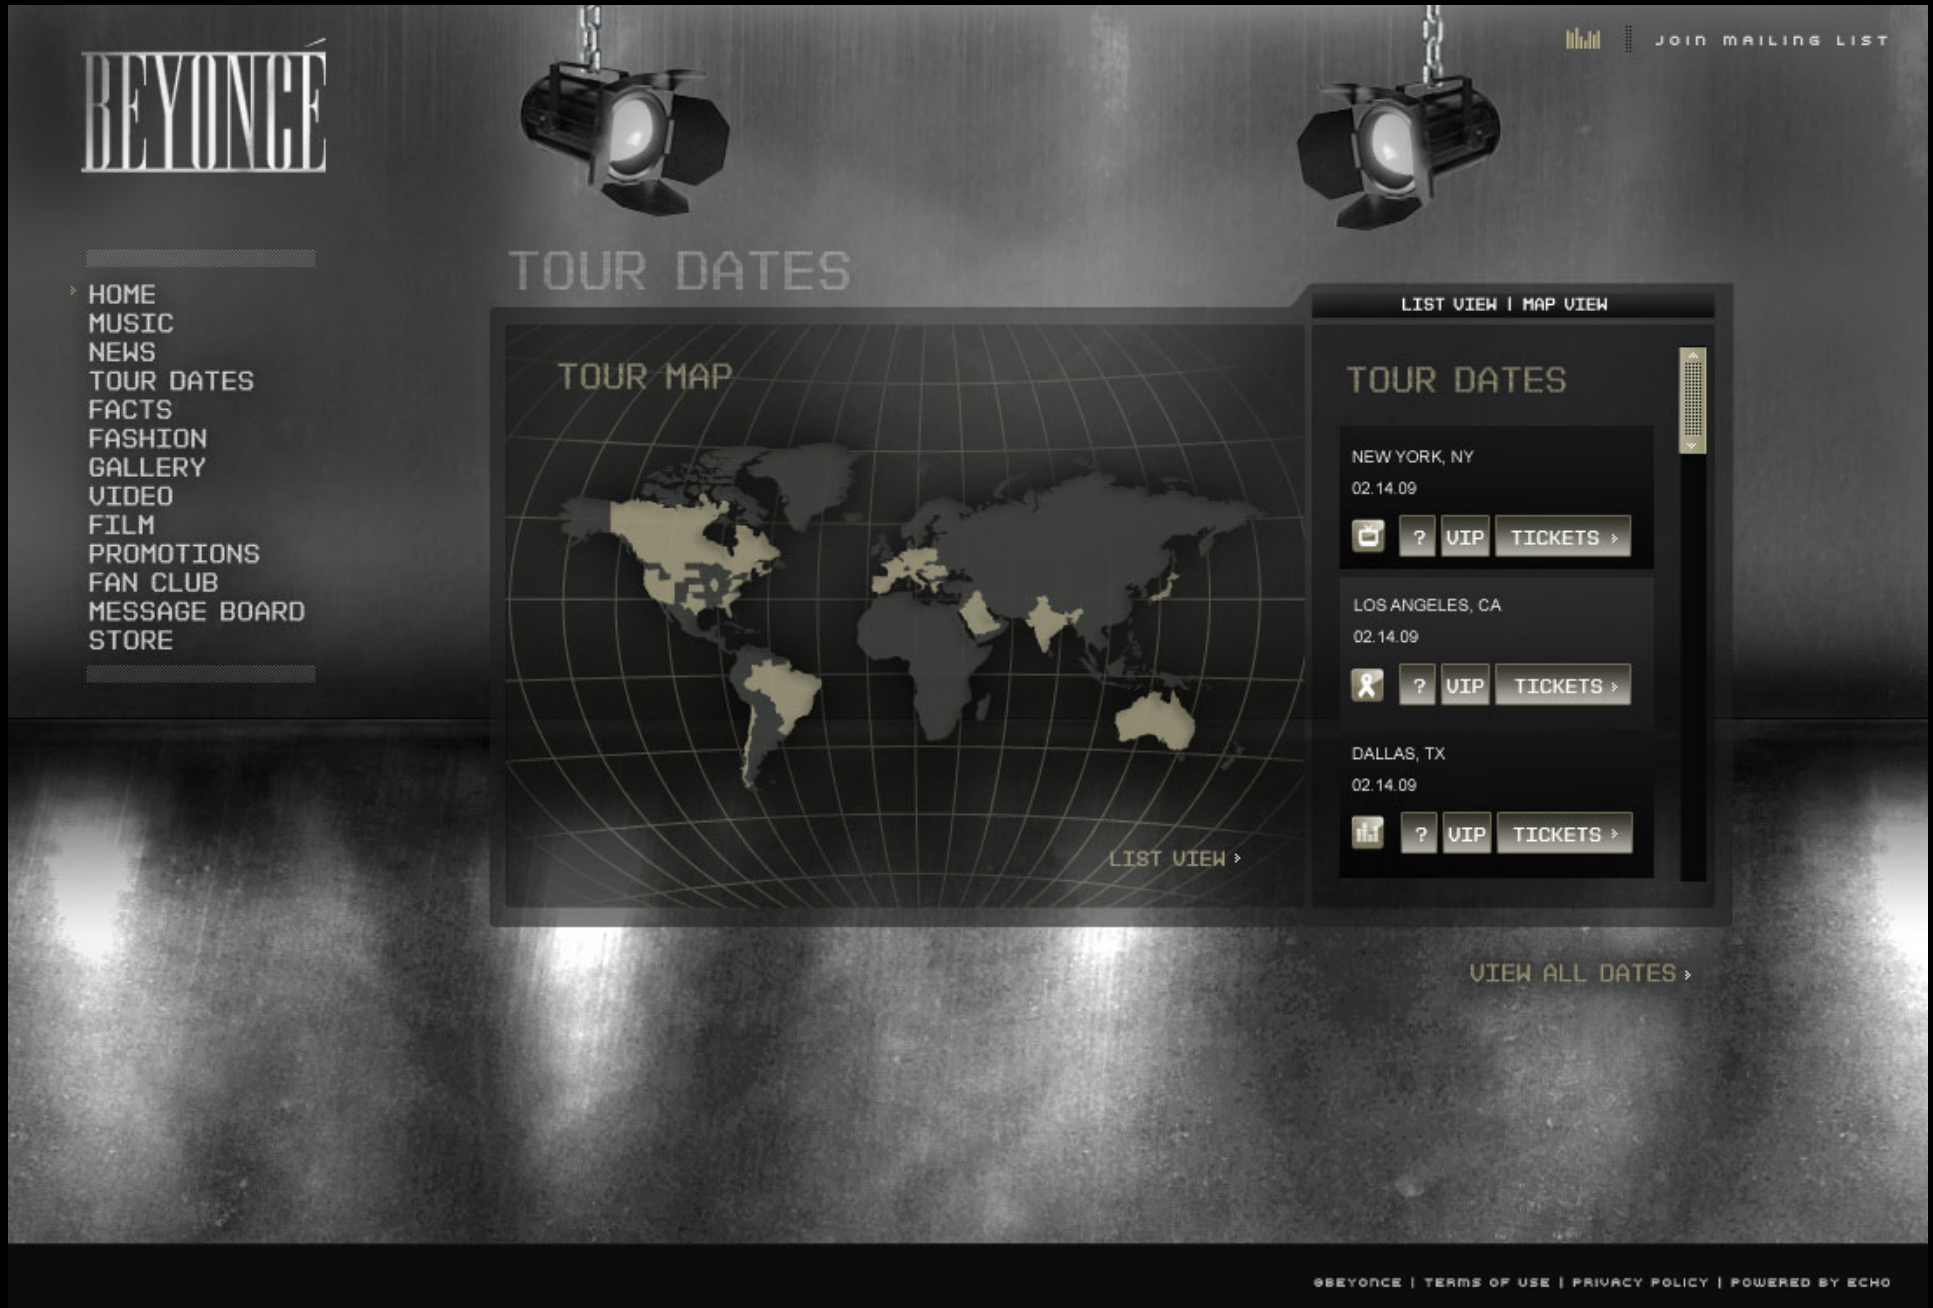 BEYONCÉ
JOIN MAILING LIST
HOME
MUSIC
NEWS
TOUR DATES
FACTS
FASHION
GALLERY
VIDEO
FILM
PROMOTIONS
FAN CLUB
MESSAGE BOARD
STORE
TOUR DATES
LIST VIEW | MAP VIEW
TOUR MAP
LIST VIEW ›
TOUR DATES
NEW YORK, NY
02.14.09
? VIP TICKETS ›
LOS ANGELES, CA
02.14.09
? VIP TICKETS ›
DALLAS, TX
02.14.09
? VIP TICKETS ›
VIEW ALL DATES ›
©BEYONCE | TERMS OF USE | PRIVACY POLICY | POWERED BY ECHO